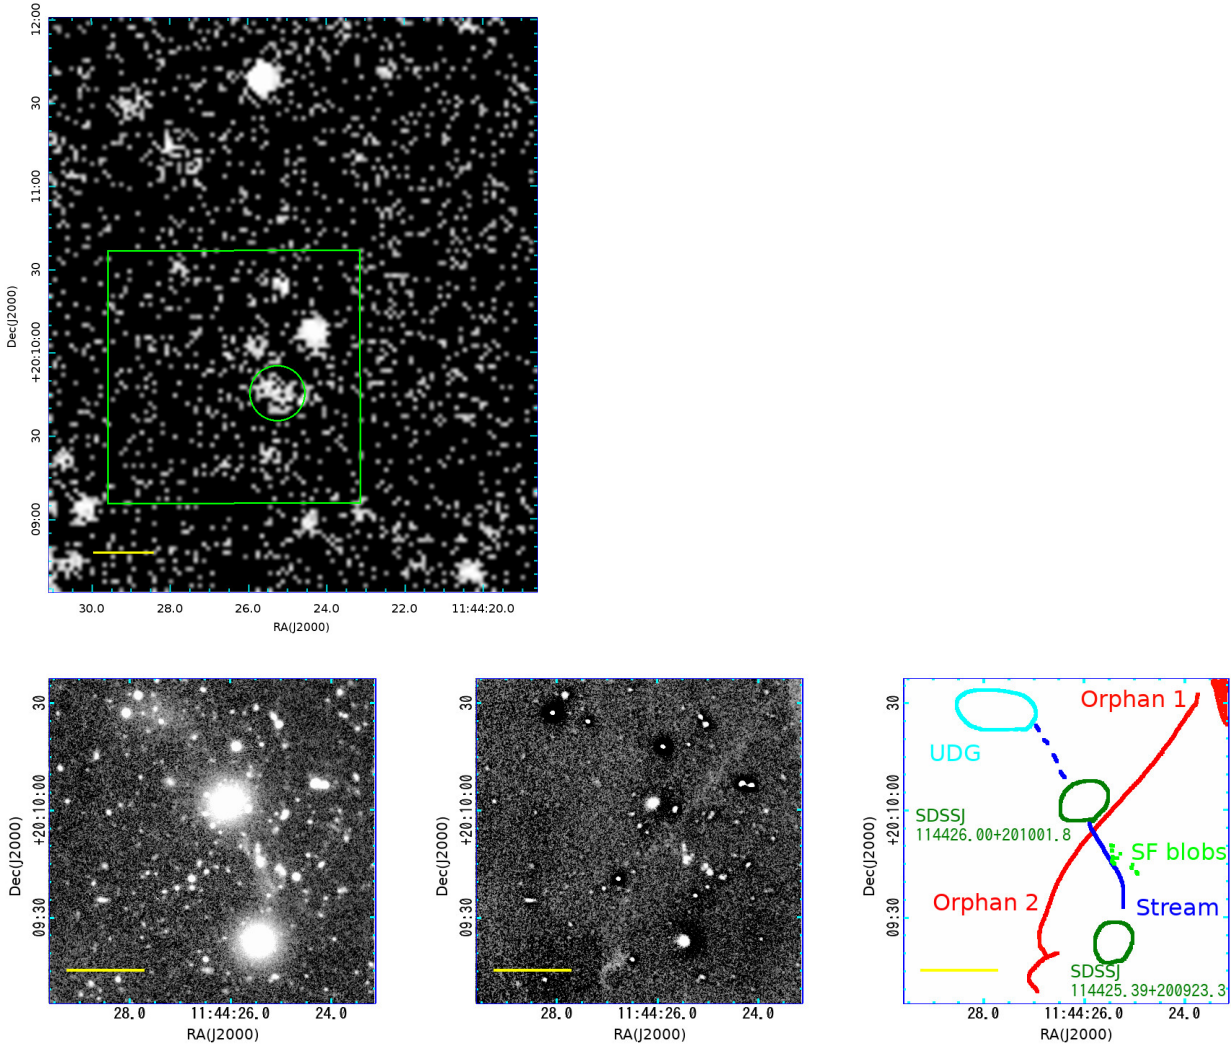 12:00
30
11:00
30
+20:10:00
30
09:00
Dec(J2000)
30.0 28.0 26.0 24.0 22.0 11:44:20.0
RA(J2000)
30
+20:10:00
09:30
Dec(J2000)
28.0 11:44:26.0 24.0
RA(J2000)
30
+20:10:00
09:30
Dec(J2000)
28.0 11:44:26.0 24.0
RA(J2000)
30
+20:10:00
09:30
Dec(J2000)
Orphan 1
UDG
SDSSJ
114426.00+201001.8
SF blobs
Orphan 2
Stream
SDSSJ
114425.39+200923.3
28.0 11:44:26.0 24.0
RA(J2000)